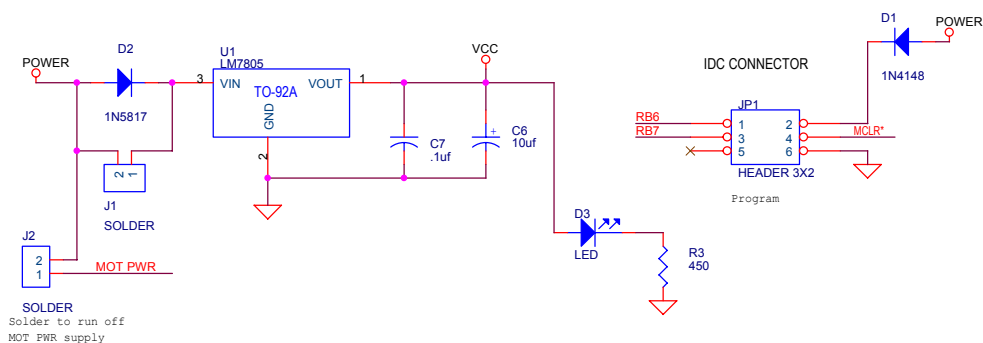 D1
POWER
D2
U1
LM7805
VCC
POWER
1N4148
IDC CONNECTOR
3
VIN
VOUT
1
TO-92A
1N5817
GND
JP1
RB6
1
2
RB7
3
4
MCLR*
5
6
C7
.1uf
+
C6
10uf
2
HEADER 3X2
2
1
Program
J1
SOLDER
D3
LED
J2
2
1
MOT PWR
R3
450
SOLDER
Solder to run off
MOT PWR supply